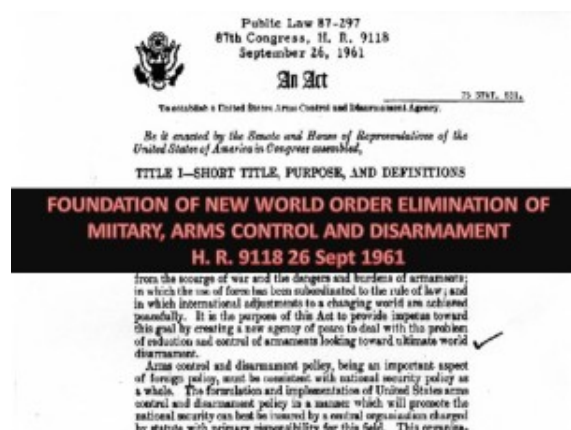 Public Law 87-297
87th Congress, H. R. 9118
September 26, 1961
An Act
75 STAT. 631.
To establish a United States Arms Control and Disarmament Agency.
Be it enacted by the Senate and House of Representatives of the
United States of America in Congress assembled,
TITLE I—SHORT TITLE, PURPOSE, AND DEFINITIONS
FOUNDATION OF NEW WORLD ORDER ELIMINATION OF
MIITARY, ARMS CONTROL AND DISARMAMENT
H. R. 9118 26 Sept 1961
from the scourge of war and the dangers and burdens of armaments;
in which the use of force has been subordinated to the rule of law; and
in which international adjustments to a changing world are achieved
peacefully. It is the purpose of this Act to provide impetus toward
this goal by creating a new agency of peace to deal with the problem
of reduction and control of armaments looking toward ultimate world
disarmament.
Arms control and disarmament policy, being an important aspect
of foreign policy, must be consistent with national security policy as
a whole. The formulation and implementation of United States arms
control and disarmament policy in a manner which will promote the
national security can best be insured by a central organization charged
by statute with primary responsibility for this field. This organiza-